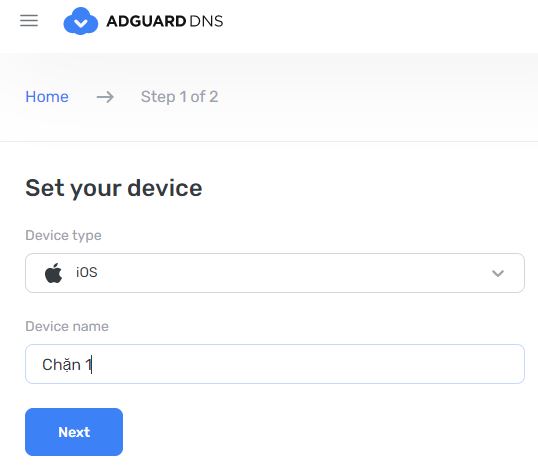 ADGUARD DNS
Home → Step 1 of 2
Set your device
Device type
iOS
Device name
Chặn 1
Next